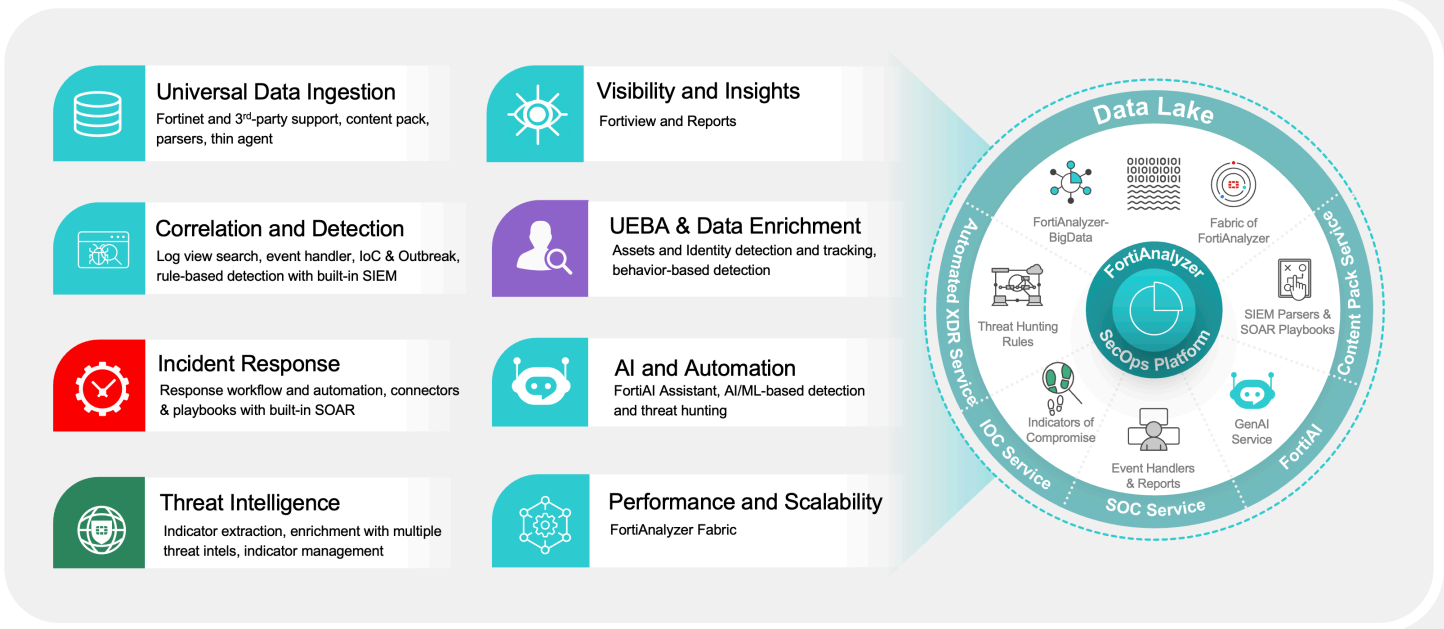 Universal Data Ingestion
Fortinet and 3rd-party support, content pack,
parsers, thin agent
Visibility and Insights
Fortiview and Reports
Correlation and Detection
Log view search, event handler, IoC & Outbreak,
rule-based detection with built-in SIEM
UEBA & Data Enrichment
Assets and Identity detection and tracking,
behavior-based detection
Incident Response
Response workflow and automation, connectors
& playbooks with built-in SOAR
AI and Automation
FortiAI Assistant, AI/ML-based detection
and threat hunting
Threat Intelligence
Indicator extraction, enrichment with multiple
threat intels, indicator management
Performance and Scalability
FortiAnalyzer Fabric
Data Lake
Content Pack Service
FortiAI
SOC Service
IOC Service
Automated XDR Service
FortiAnalyzer-
BigData
0101010101
0101010101
0101010101
Fabric of
FortiAnalyzer
SIEM Parsers &
SOAR Playbooks
GenAI
Service
Event Handlers
& Reports
Indicators of
Compromise
Threat Hunting
Rules
FortiAnalyzer
SecOps Platform